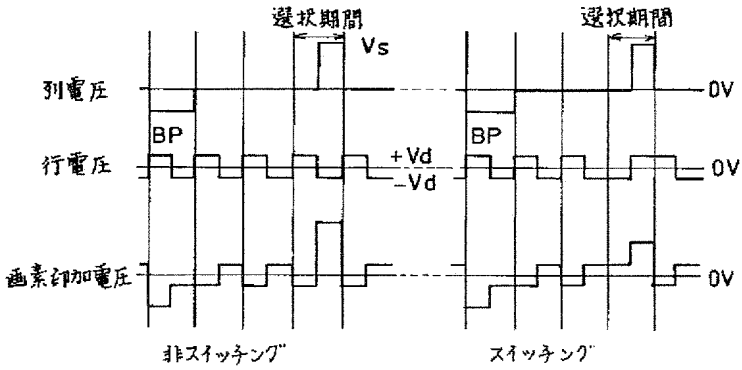 選択期間
選択期間
Vs
列電圧
0V
BP
BP
行電圧
+Vd
−Vd
0V
画素印加電圧
0V
非スイッチング
スイッチング